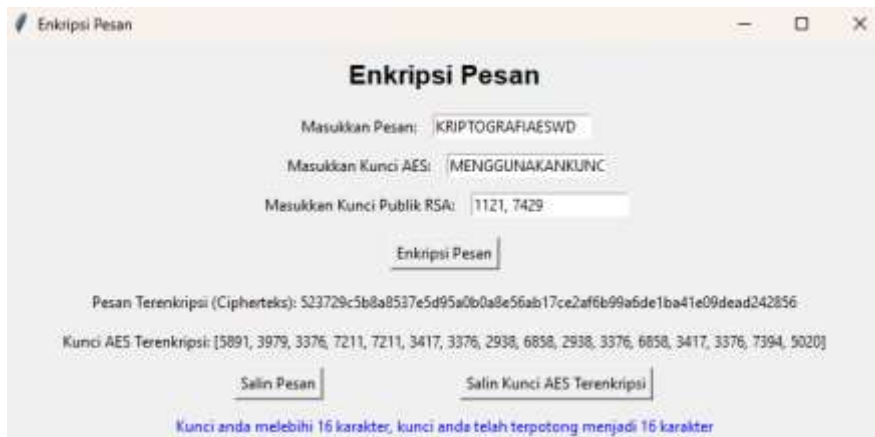 Enkripsi Pesan
Enkripsi Pesan
Masukkan Pesan: KRIPTOGRAFIAESWD
Masukkan Kunci AES: MENGGUNAKANKUNC
Masukkan Kunci Publik RSA: 1121, 7429
Enkripsi Pesan
Pesan Terenkripsi (Cipherteks): 523729c5b8a8537e5d95a0b0a8e56ab17ce2af6b99a6de1ba41e09dead242856
Kunci AES Terenkripsi: [5891, 3979, 3376, 7211, 7211, 3417, 3376, 2938, 6858, 2938, 3376, 6858, 3417, 3376, 7394, 5020]
Salin Pesan Salin Kunci AES Terenkripsi
Kunci anda melebihi 16 karakter, kunci anda telah terpotong menjadi 16 karakter